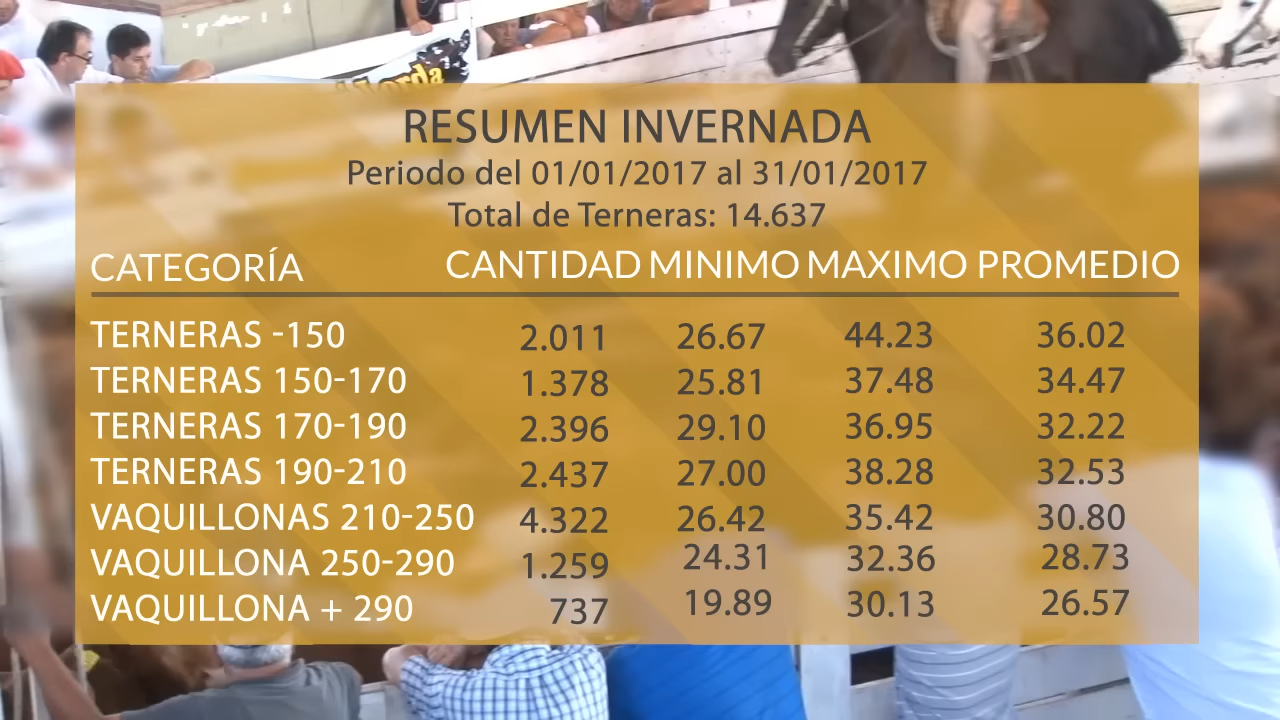 Yorda
RESUMEN INVERNADA
Periodo del 01/01/2017 al 31/01/2017
Total de Terneras: 14.637
CATEGORÍA CANTIDAD MINIMO MAXIMO PROMEDIO
TERNERAS -150 2.011 26.67 44.23 36.02
TERNERAS 150-170 1.378 25.81 37.48 34.47
TERNERAS 170-190 2.396 29.10 36.95 32.22
TERNERAS 190-210 2.437 27.00 38.28 32.53
VAQUILLONAS 210-250 4.322 26.42 35.42 30.80
VAQUILLONA 250-290 1.259 24.31 32.36 28.73
VAQUILLONA + 290 737 19.89 30.13 26.57